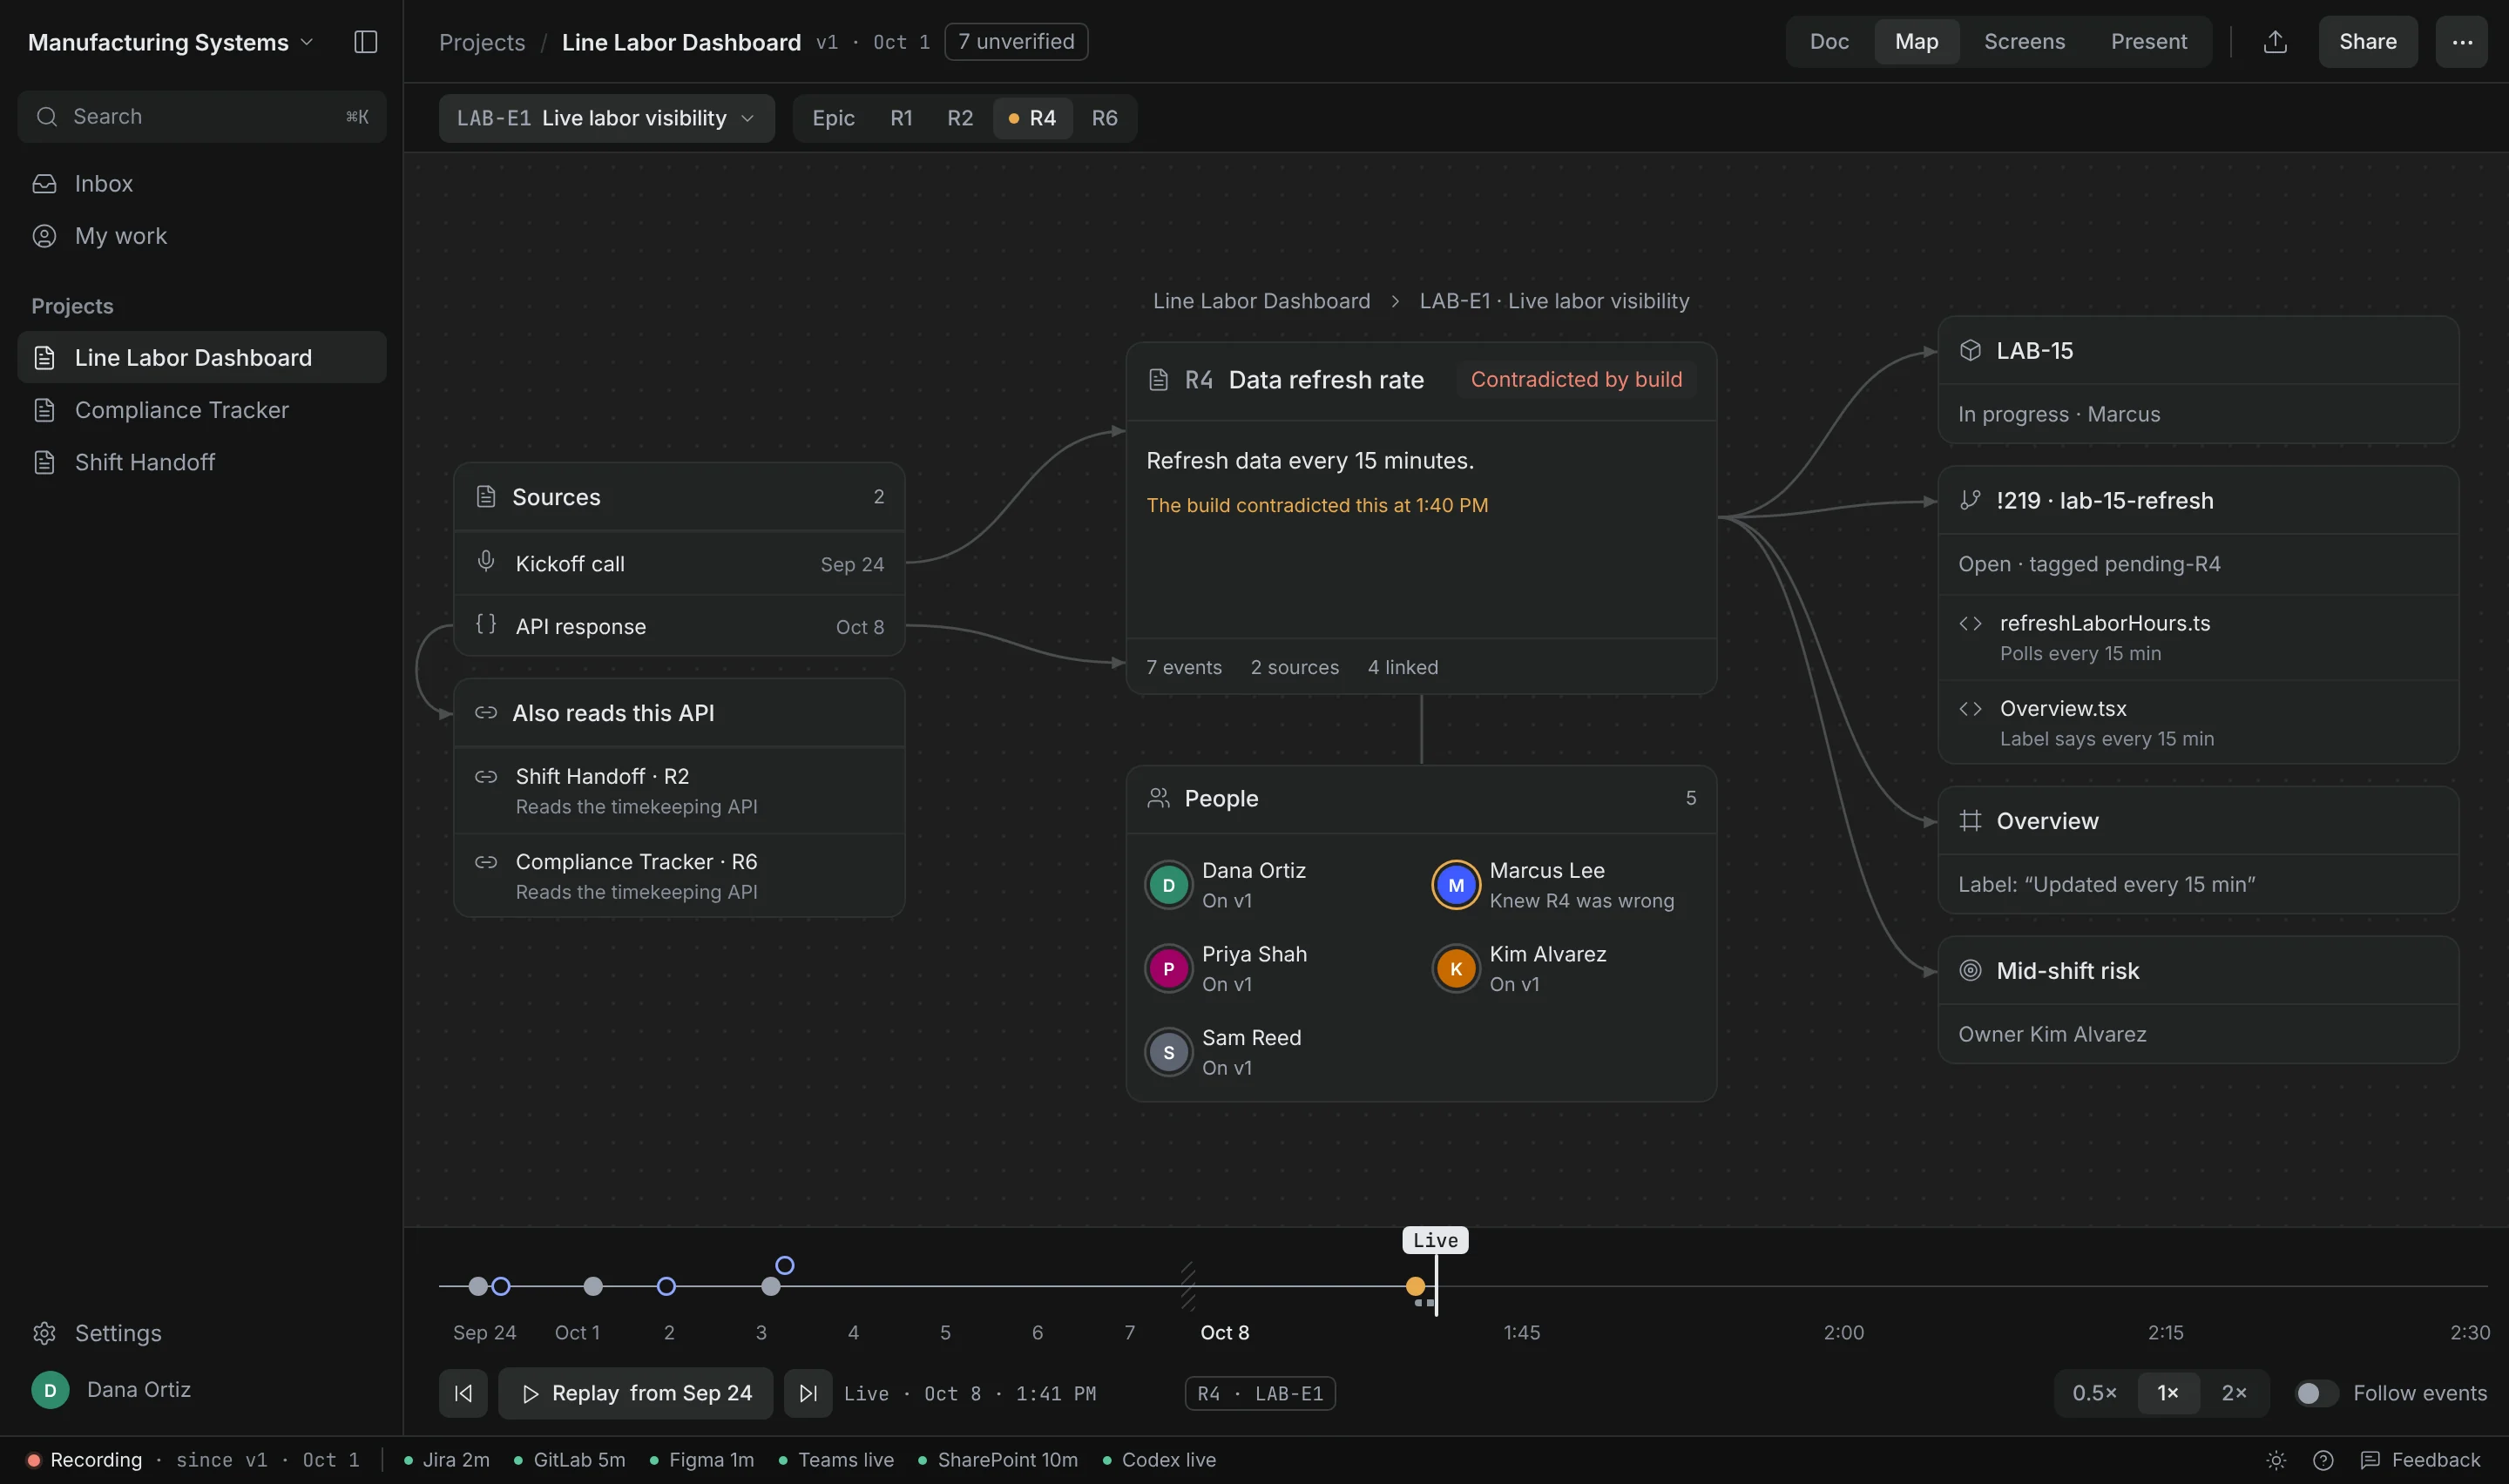 Manufacturing Systems
Search ⌘K
Inbox
My work
Projects
Line Labor Dashboard
Compliance Tracker
Shift Handoff
Settings
D Dana Ortiz
Projects / Line Labor Dashboard v1 · Oct 1 7 unverified
Doc Map Screens Present Share
LAB-E1 Live labor visibility Epic R1 R2 R4 R6
Line Labor Dashboard > LAB-E1 · Live labor visibility
Sources 2
Kickoff call Sep 24
API response Oct 8
Also reads this API
Shift Handoff · R2
Reads the timekeeping API
Compliance Tracker · R6
Reads the timekeeping API
R4 Data refresh rate Contradicted by build
Refresh data every 15 minutes.
The build contradicted this at 1:40 PM
7 events 2 sources 4 linked
People 5
D Dana Ortiz
On v1
M Marcus Lee
Knew R4 was wrong
P Priya Shah
On v1
K Kim Alvarez
On v1
S Sam Reed
On v1
LAB-15
In progress · Marcus
!219 · lab-15-refresh
Open · tagged pending-R4
refreshLaborHours.ts
Polls every 15 min
Overview.tsx
Label says every 15 min
Overview
Label: “Updated every 15 min”
Mid-shift risk
Owner Kim Alvarez
Live
Sep 24 Oct 1 2 3 4 5 6 7 Oct 8 1:45 2:00 2:15 2:30
Replay from Sep 24 Live · Oct 8 · 1:41 PM R4 · LAB-E1 0.5× 1× 2× Follow events
Recording · since v1 · Oct 1 Jira 2m GitLab 5m Figma 1m Teams live SharePoint 10m Codex live Feedback